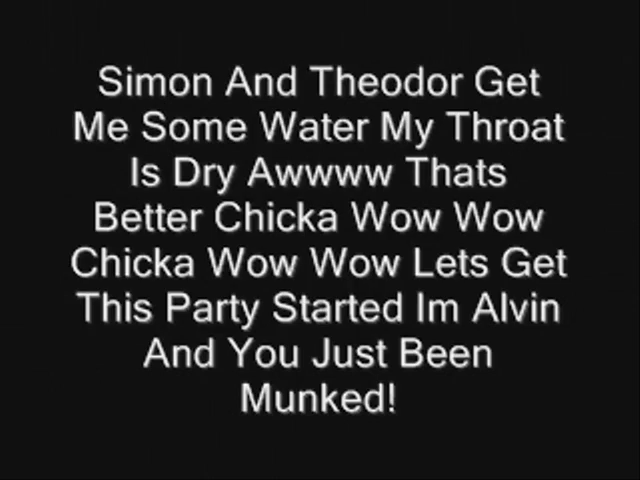 Simon And Theodor Get
Me Some Water My Throat
Is Dry Awwww Thats
Better Chicka Wow Wow
Chicka Wow Wow Lets Get
This Party Started Im Alvin
And You Just Been
Munked!